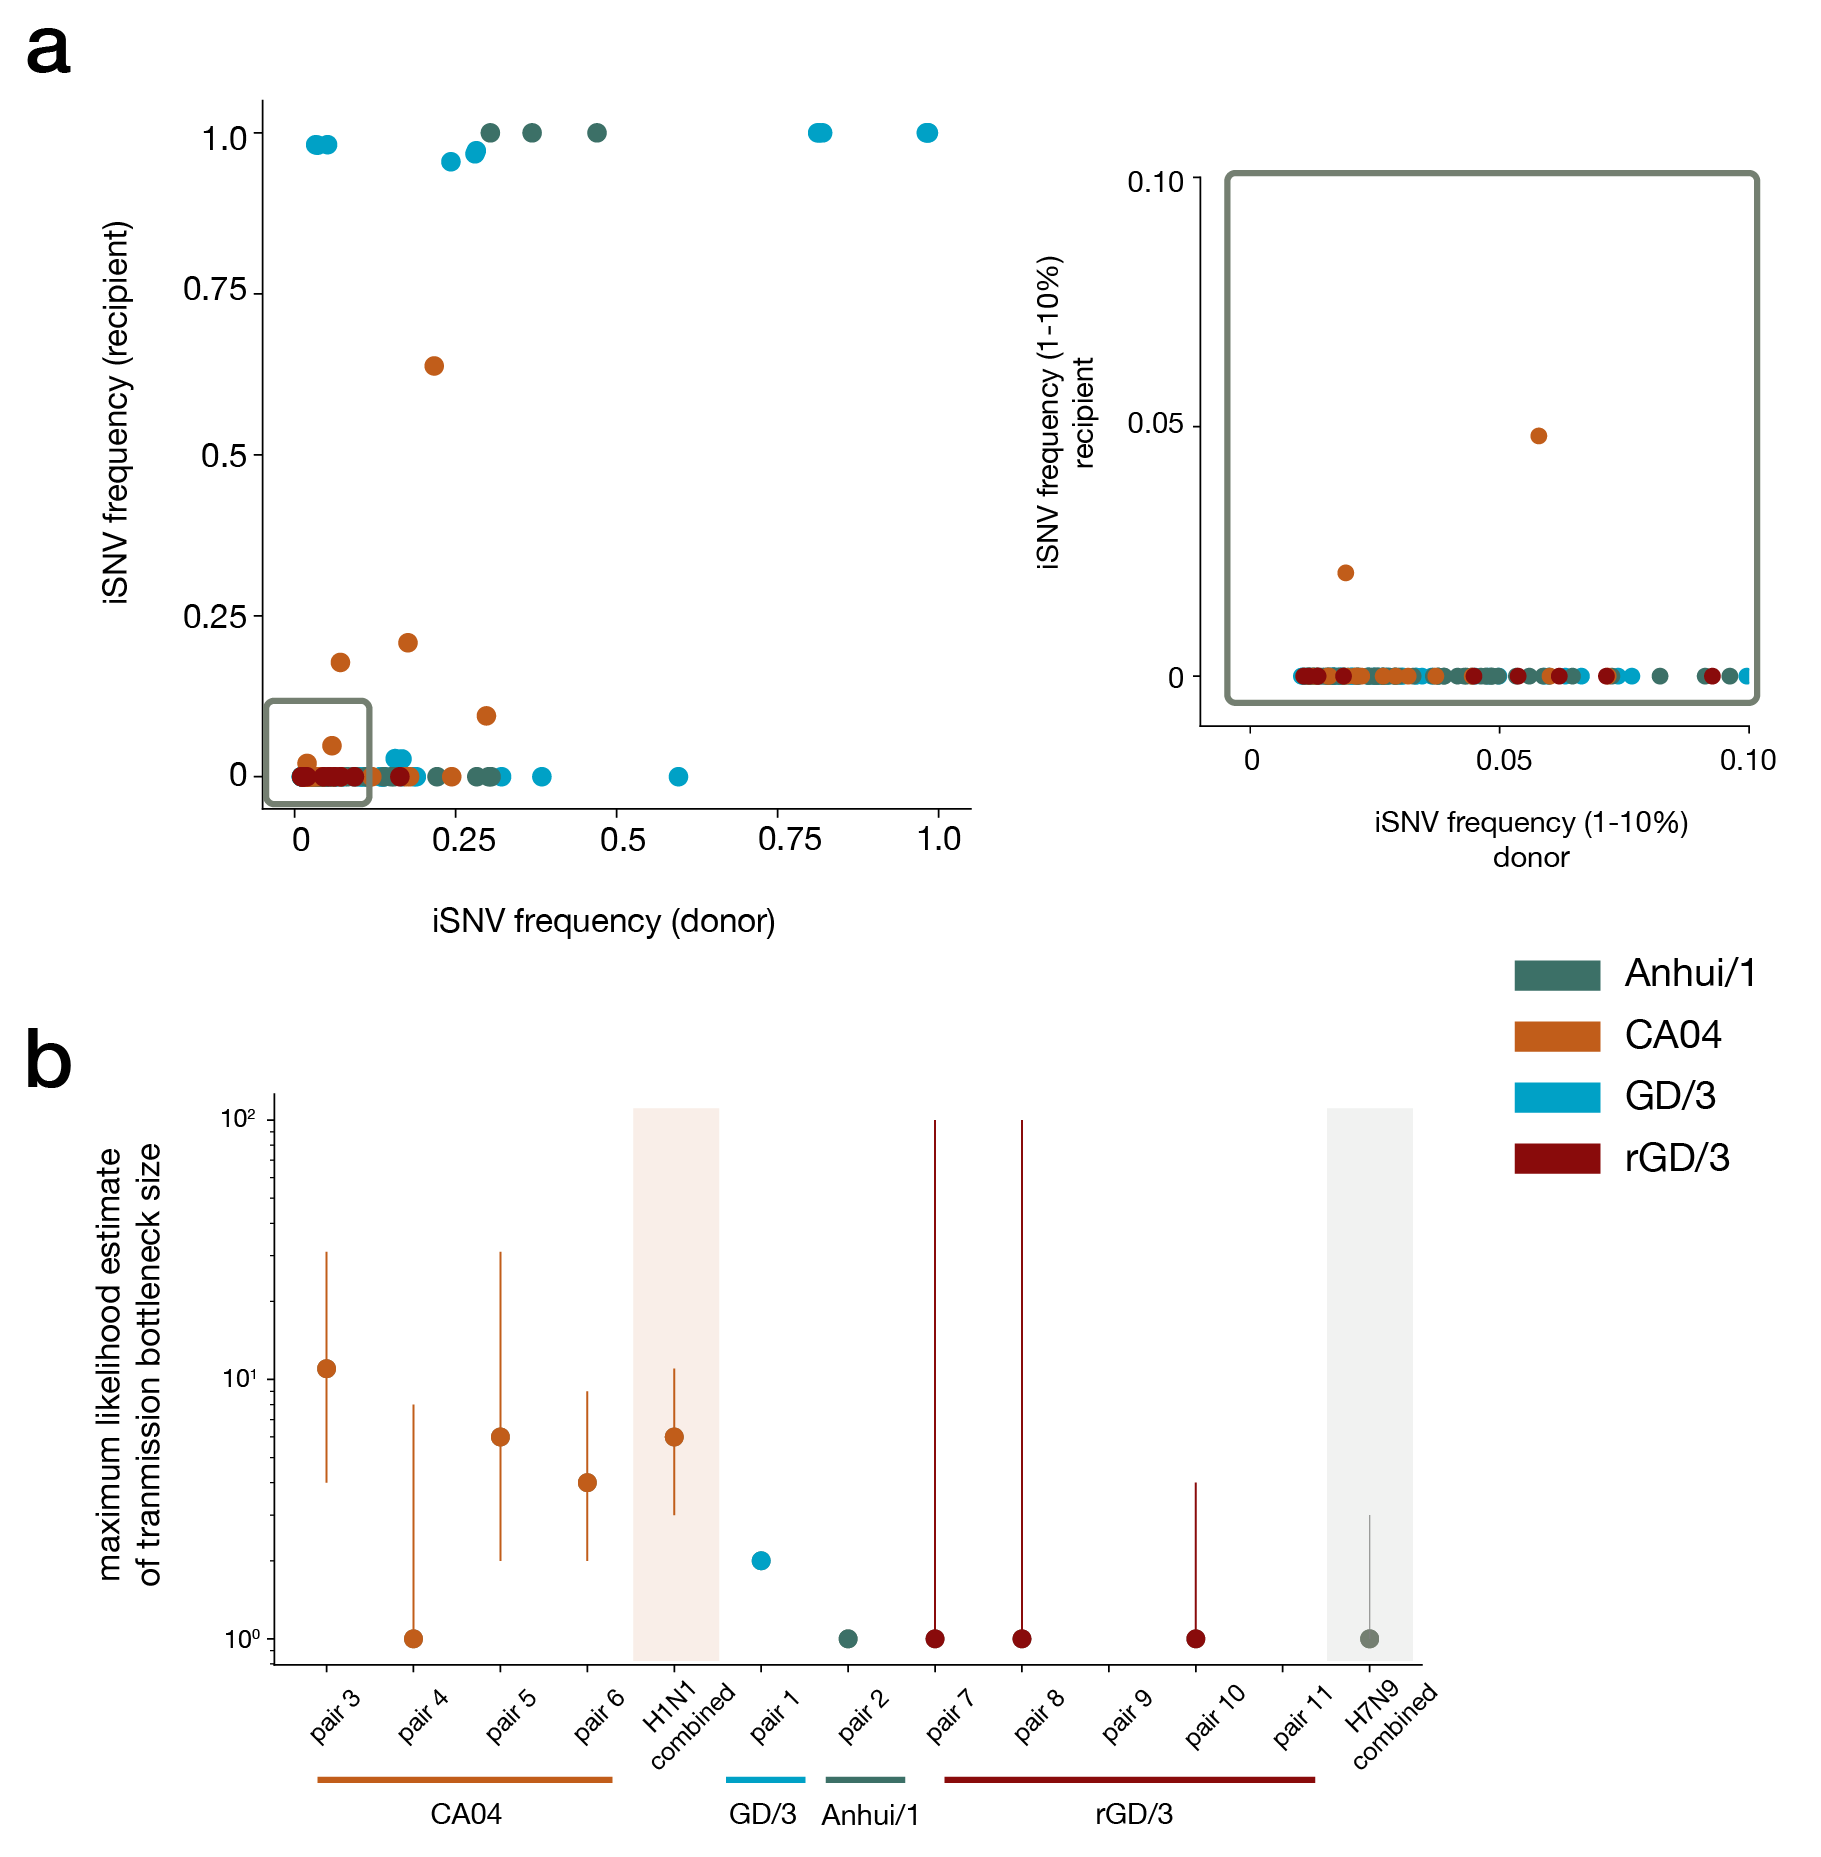 a
1.0
0.75
0.5
0.25
0
0
0.25
0.5
0.75
1.0
iSNV frequency (recipient)
iSNV frequency (donor)
0.10
0.05
0
0
0.05
0.10
iSNV frequency (1-10%)
recipient
iSNV frequency (1-10%)
donor
Anhui/1
CA04
GD/3
rGD/3
b
10²
10¹
10⁰
maximum likelihood estimate
of tranmission bottleneck size
pair 3
pair 4
pair 5
pair 6
H1N1
combined
pair 1
pair 2
pair 7
pair 8
pair 9
pair 10
pair 11
H7N9
combined
CA04
GD/3
Anhui/1
rGD/3